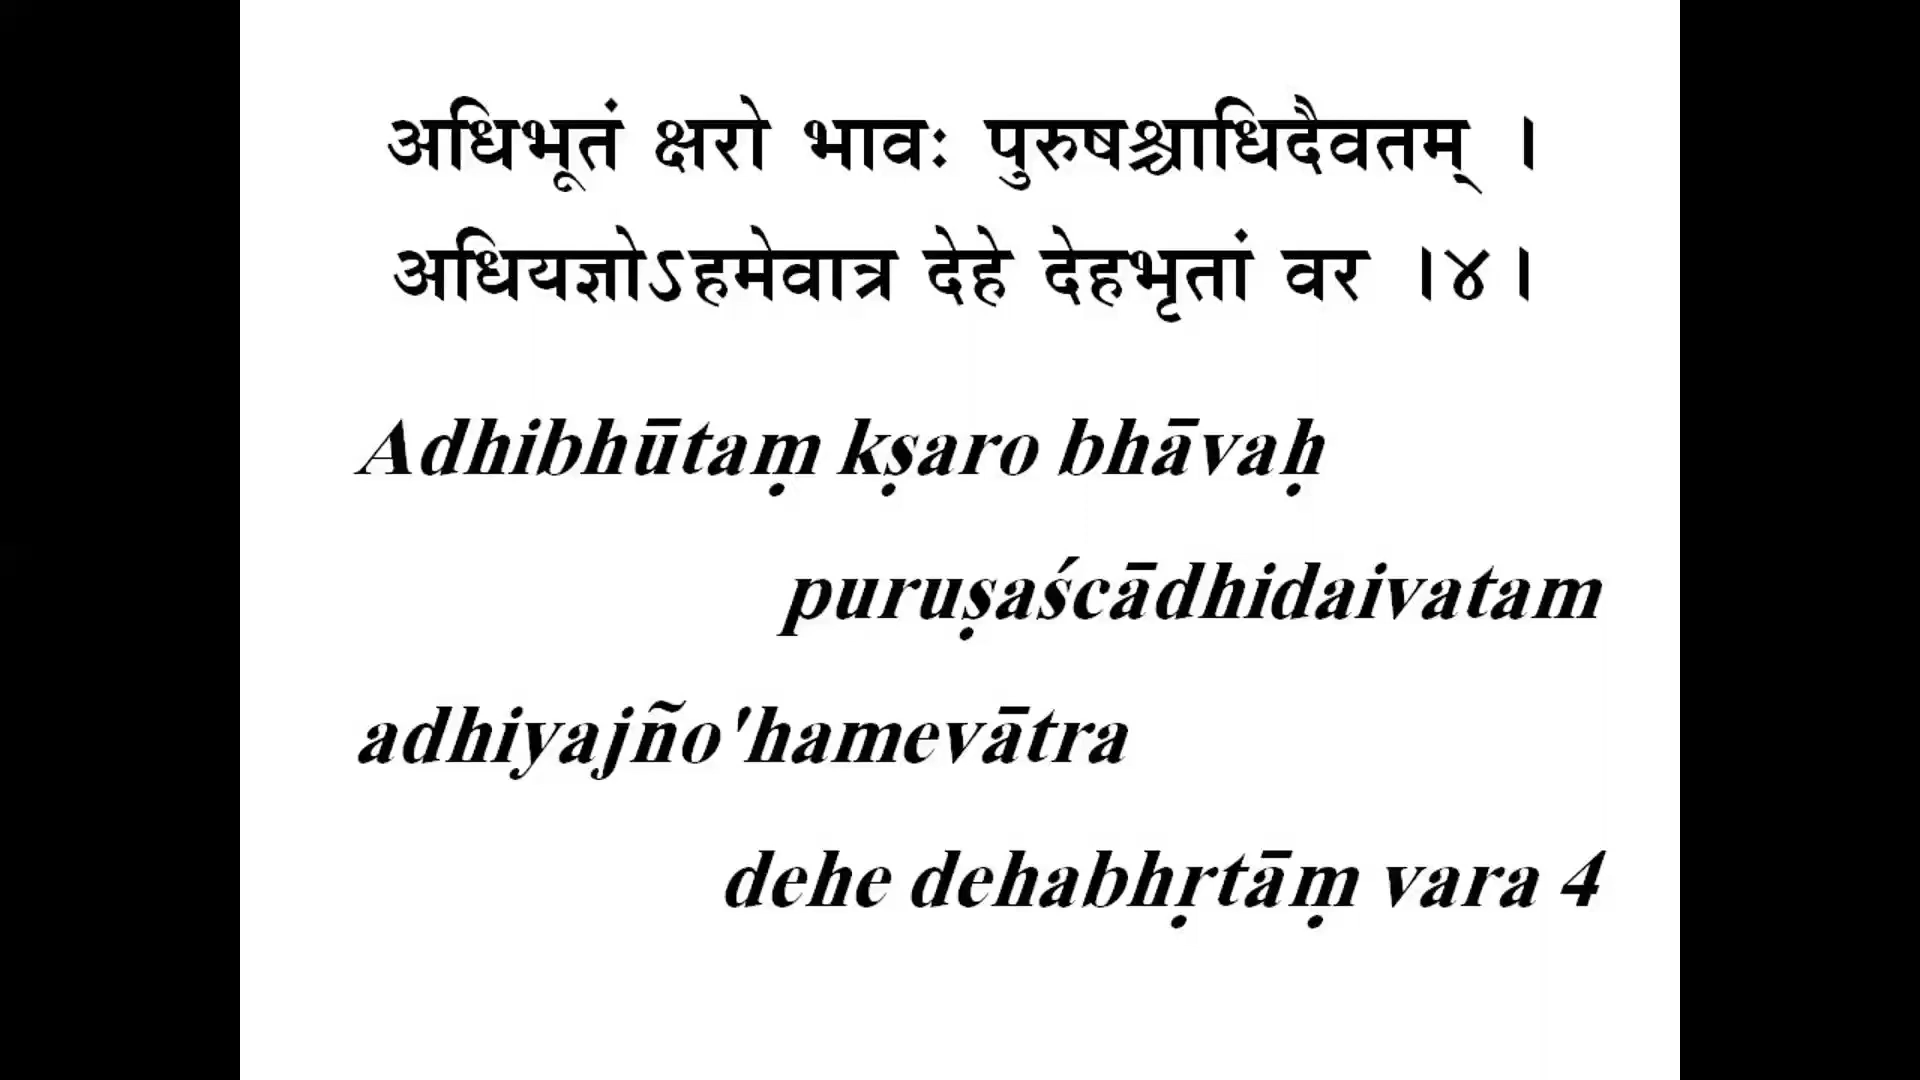 अधिभूतं क्षरो भावः पुरुषश्चाधिदैवतम् ।
अधियज्ञोऽहमेवात्र देहे देहभृतां वर ।४।
Adhibhūtaṃ kṣaro bhāvaḥ
puruṣaścādhidaivatam
adhiyajño'hamevātra
dehe dehabhṛtāṃ vara 4